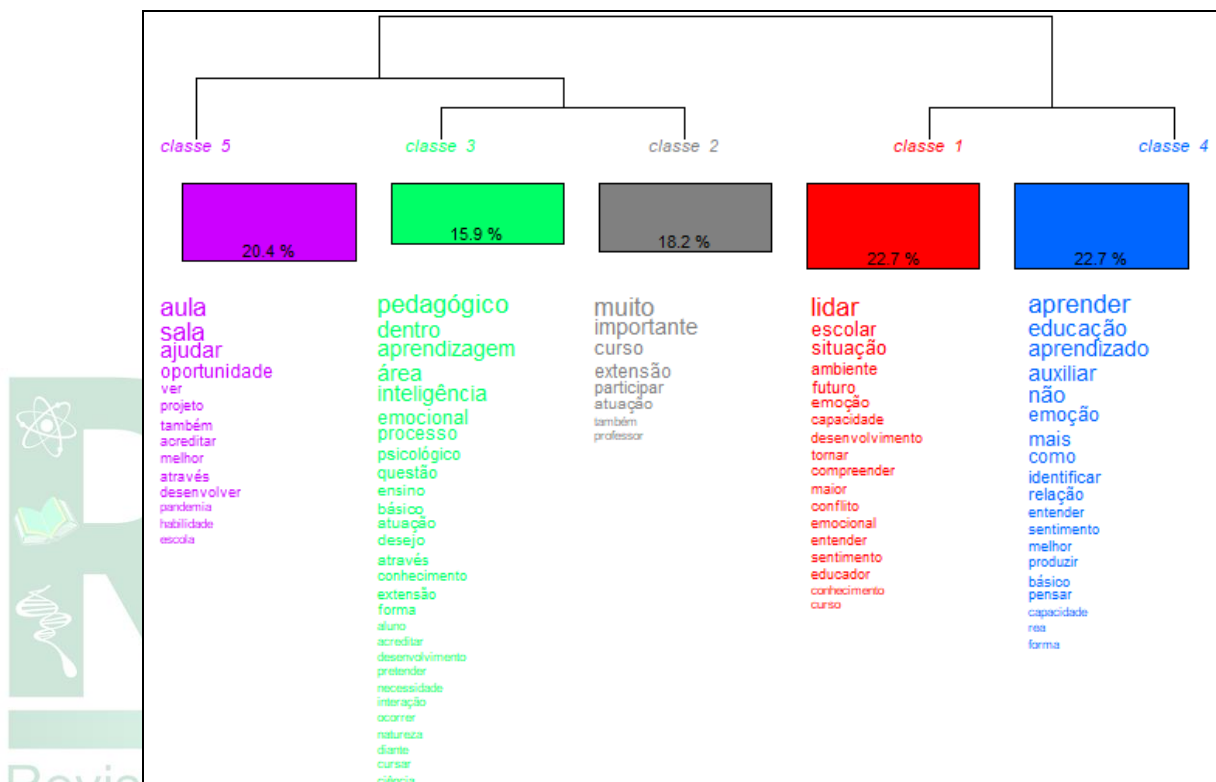 classe 5
classe 3
classe 2
classe 1
classe 4
20.4 %
15.9 %
18.2 %
22.7 %
22.7 %
aula
sala
ajudar
oportunidade
ver
projeto
também
acreditar
melhor
através
desenvolver
pandemia
habilidade
escola
pedagógico
dentro
aprendizagem
área
inteligência
emocional
processo
psicológico
questão
ensino
básico
atuação
desejo
através
conhecimento
extensão
forma
aluno
acreditar
desenvolvimento
pretender
necessidade
interação
ocorrer
natureza
diante
cursar
ciência
muito
importante
curso
extensão
participar
atuação
também
professor
lidar
escolar
situação
ambiente
futuro
emoção
capacidade
desenvolvimento
tornar
compreender
maior
conflito
emocional
entender
sentimento
educador
conhecimento
curso
aprender
educação
aprendizado
auxiliar
não
emoção
mais
como
identificar
relação
entender
sentimento
melhor
produzir
básico
pensar
capacidade
rea
forma